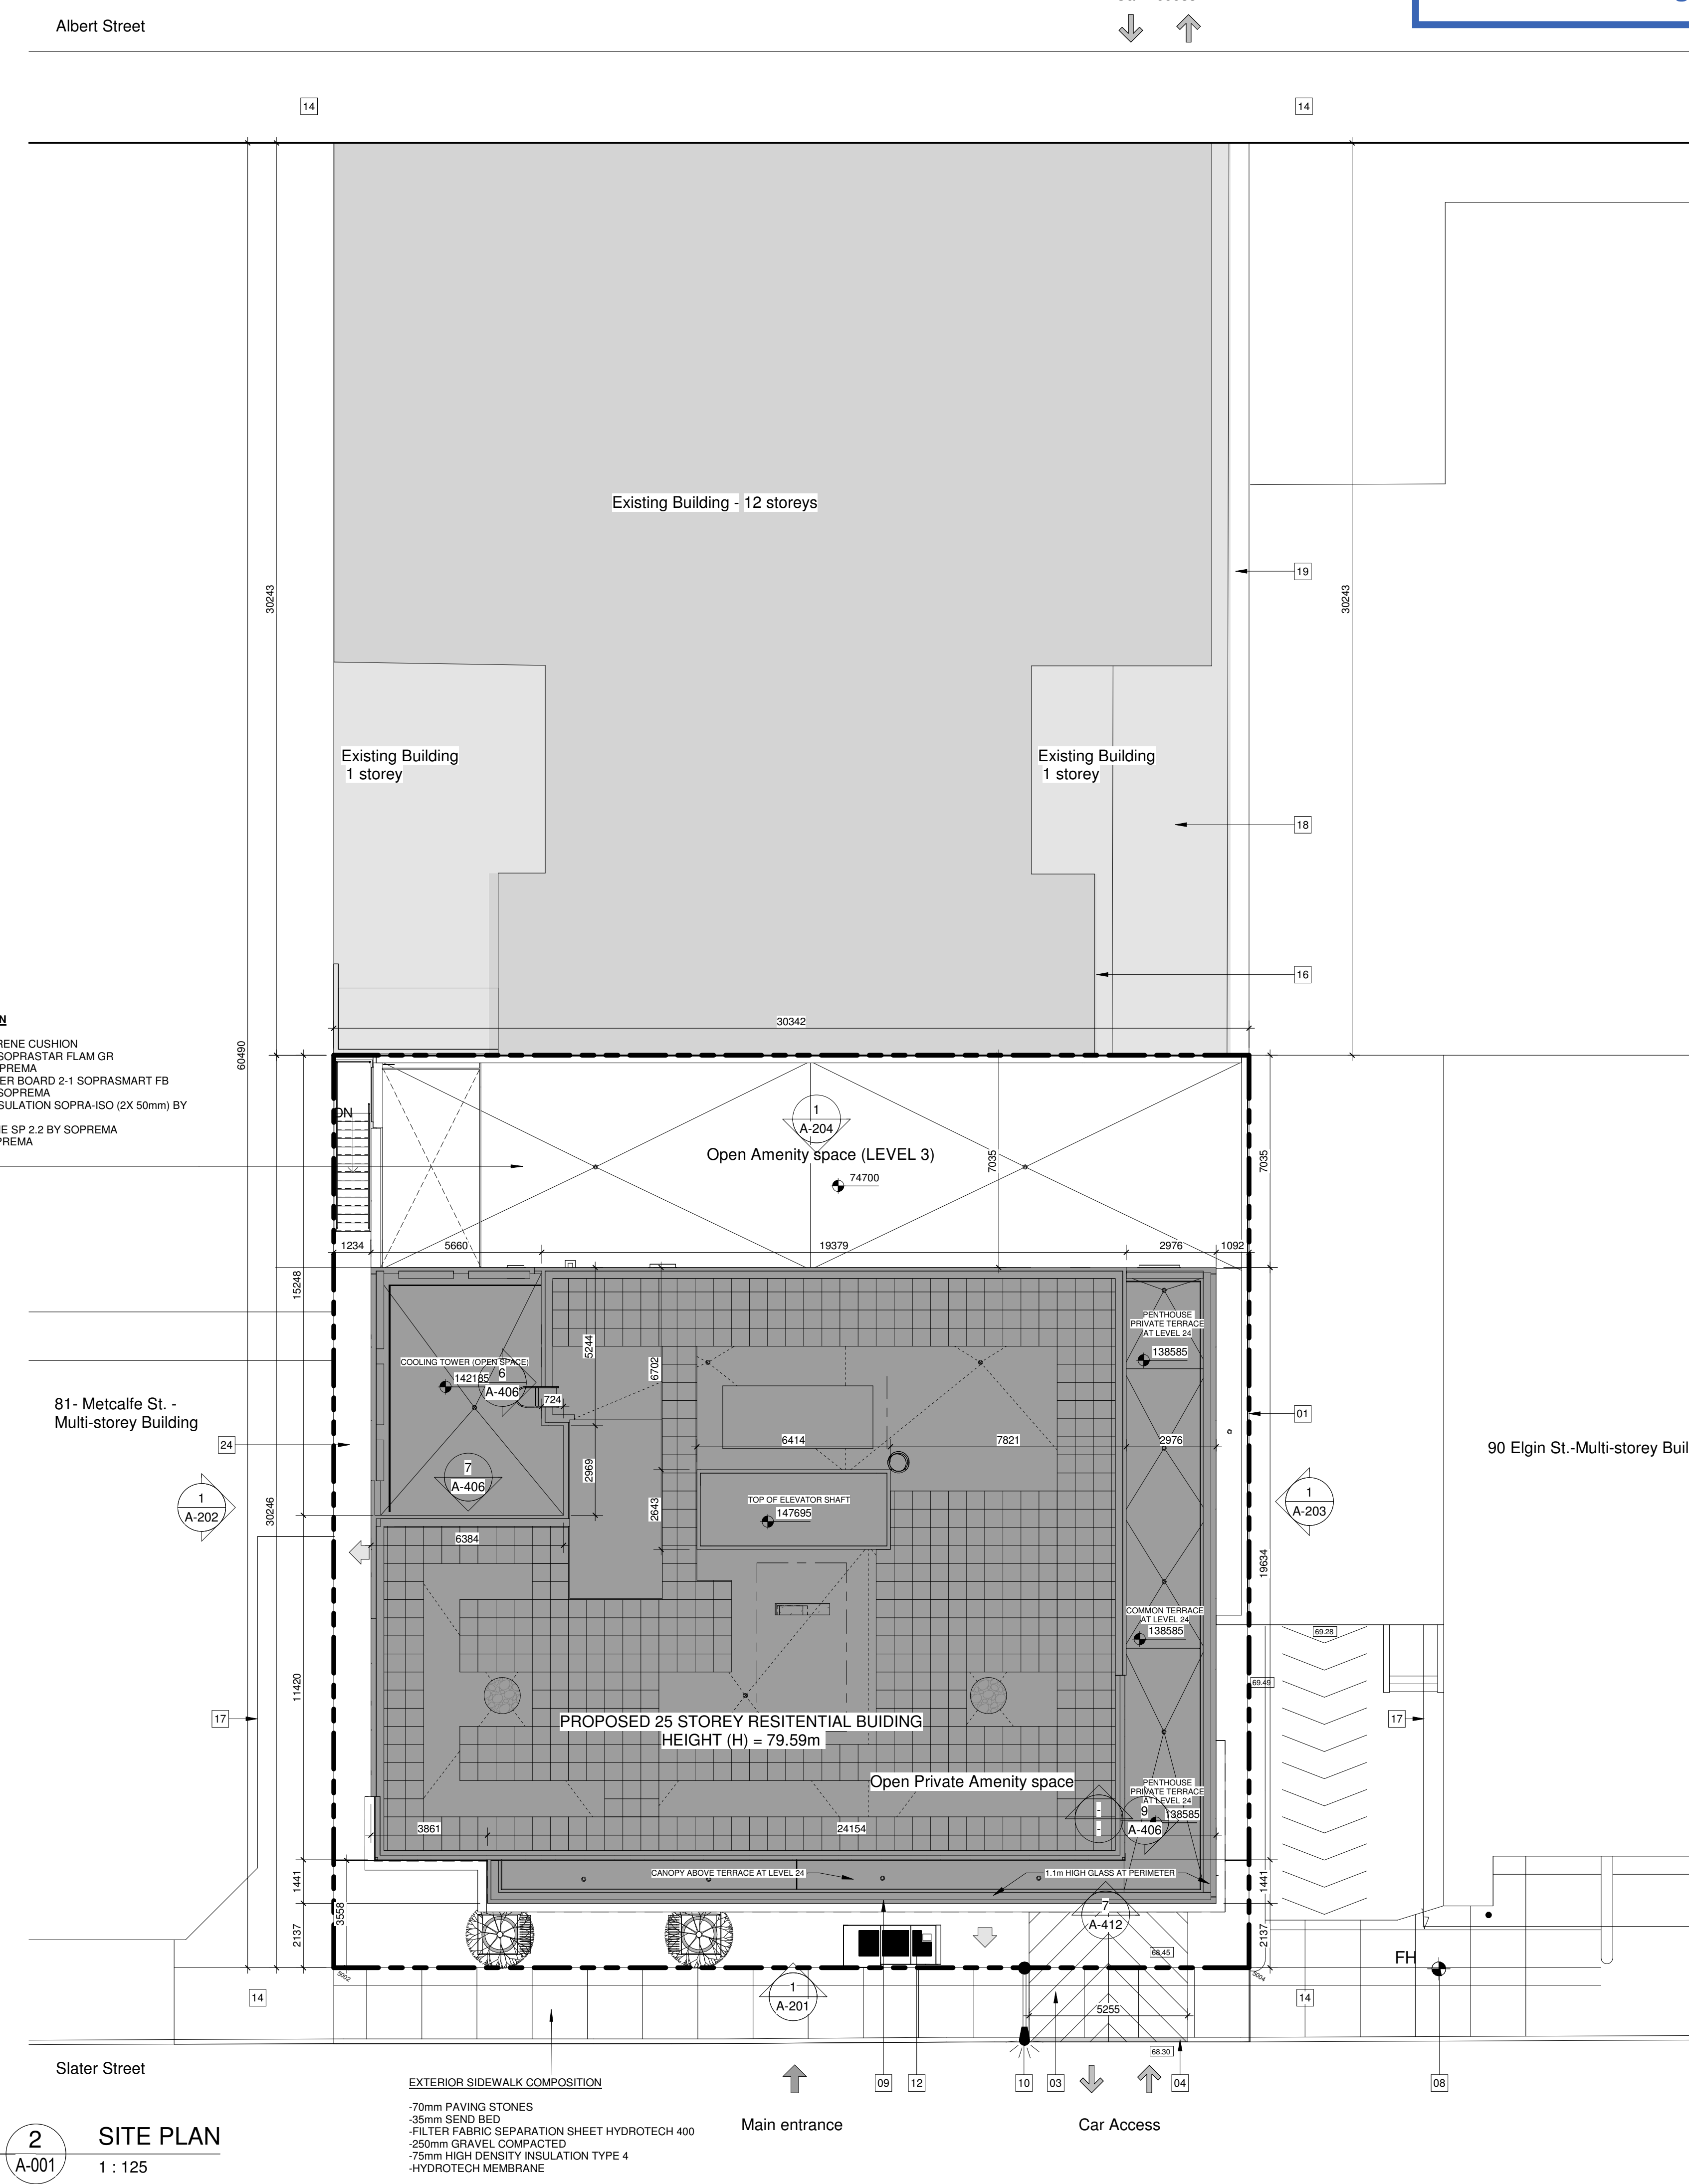 Albert Street
14
14
Existing Building - 12 storeys
19
30243
30243
Existing Building
1 storey
Existing Building
1 storey
18
16
30342
60490
RENE CUSHION
SOPRASTAR FLAM GR
PREMA
ER BOARD 2-1 SOPRASMART FB
SOPREMA
SULATION SOPRA-ISO (2X 50mm) BY
E SP 2.2 BY SOPREMA
PREMA
DN
1
A-204
Open Amenity space (LEVEL 3)
74700
7035
7035
1234
5660
19379
2976
1092
15248
PENTHOUSE
PRIVATE TERRACE
AT LEVEL 24
138585
5244
6702
COOLING TOWER (OPEN SPACE)
142185
6
A-406
724
81- Metcalfe St. -
Multi-storey Building
24
01
6414
7821
2976
90 Elgin St.-Multi-storey Buil
7
A-406
2969
2643
TOP OF ELEVATOR SHAFT
147695
1
A-202
30246
1
A-203
6384
19634
COMMON TERRACE
AT LEVEL 24
138585
69.28
69.49
11420
17
17
PROPOSED 25 STOREY RESITENTIAL BUIDING
HEIGHT (H) = 79.59m
Open Private Amenity space
PENTHOUSE
PRIVATE TERRACE
AT LEVEL 24
138585
-
-
9
A-406
3861
24154
1441
CANOPY ABOVE TERRACE AT LEVEL 24
1.1m HIGH GLASS AT PERIMETER
1441
3558
7
A-412
2137
2137
68.45
FH
5002
5004
14
1
A-201
5255
14
68.30
Slater Street
EXTERIOR SIDEWALK COMPOSITION
-70mm PAVING STONES
-35mm SEND BED
-FILTER FABRIC SEPARATION SHEET HYDROTECH 400
-250mm GRAVEL COMPACTED
-75mm HIGH DENSITY INSULATION TYPE 4
-HYDROTECH MEMBRANE
09
12
10
03
04
08
Main entrance
Car Access
2
A-001
SITE PLAN
1 : 125